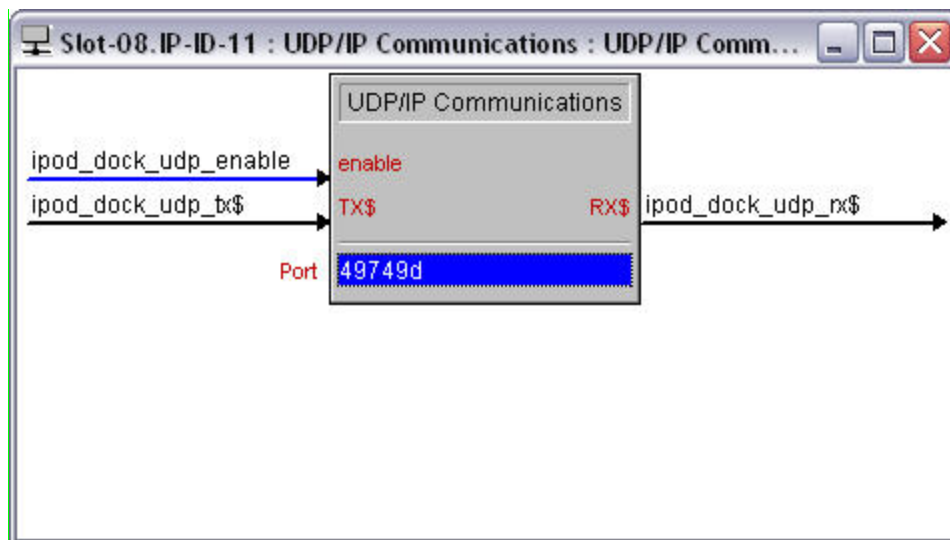 Slot-08.IP-ID-11 : UDP/IP Communications : UDP/IP Comm...
UDP/IP Communications
ipod_dock_udp_enable enable
ipod_dock_udp_tx$ TX$ RX$ ipod_dock_udp_rx$
Port 49749d